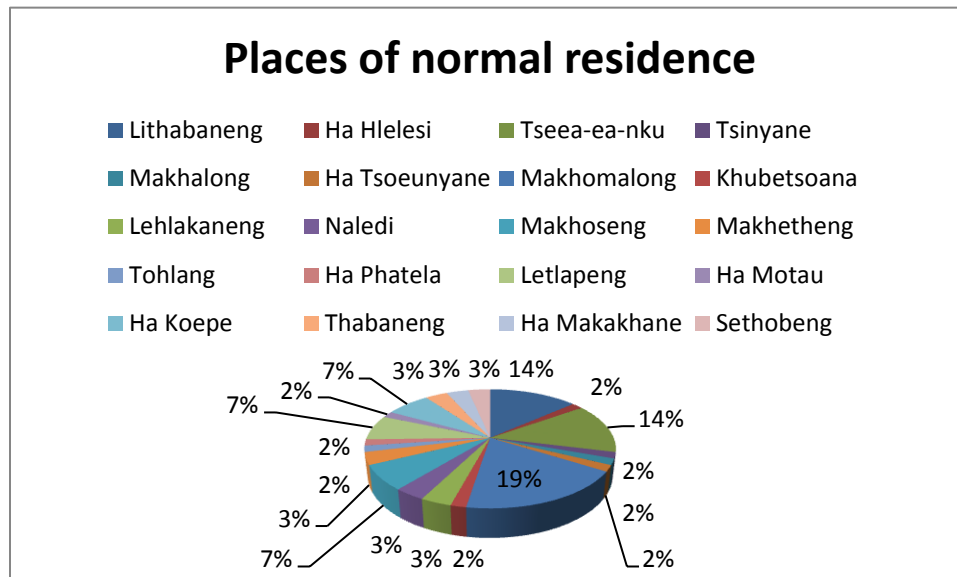 Places of normal residence
Lithabaneng Ha Hlelesi Tseea-ea-nku Tsinyane
Makhalong Ha Tsoeunyane Makhomalong Khubetsoana
Lehlakaneng Naledi Makhoseng Makhetheng
Tohlang Ha Phatela Letlapeng Ha Motau
Ha Koepe Thabaneng Ha Makakhane Sethobeng
7% 3% 3% 3% 14%
2% 2%
7% 14%
2% 2%
19%
2% 2%
3%
7% 3% 3% 2% 2%